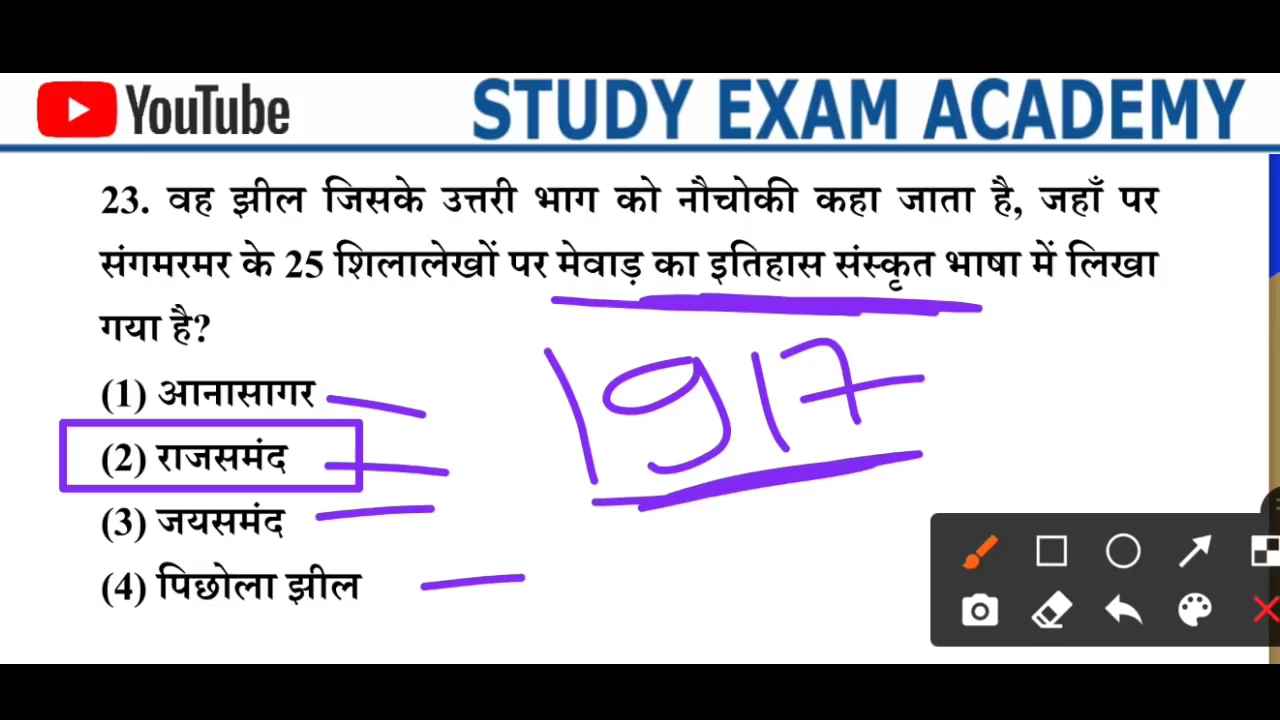 YouTube STUDY EXAM ACADEMY
23. वह झील जिसके उत्तरी भाग को नौचोकी कहा जाता है, जहाँ पर
संगमरमर के 25 शिलालेखों पर मेवाड़ का इतिहास संस्कृत भाषा में लिखा
गया है?
1917
(1) आनासागर
(2) राजसमंद
(3) जयसमंद
(4) पिछोला झील